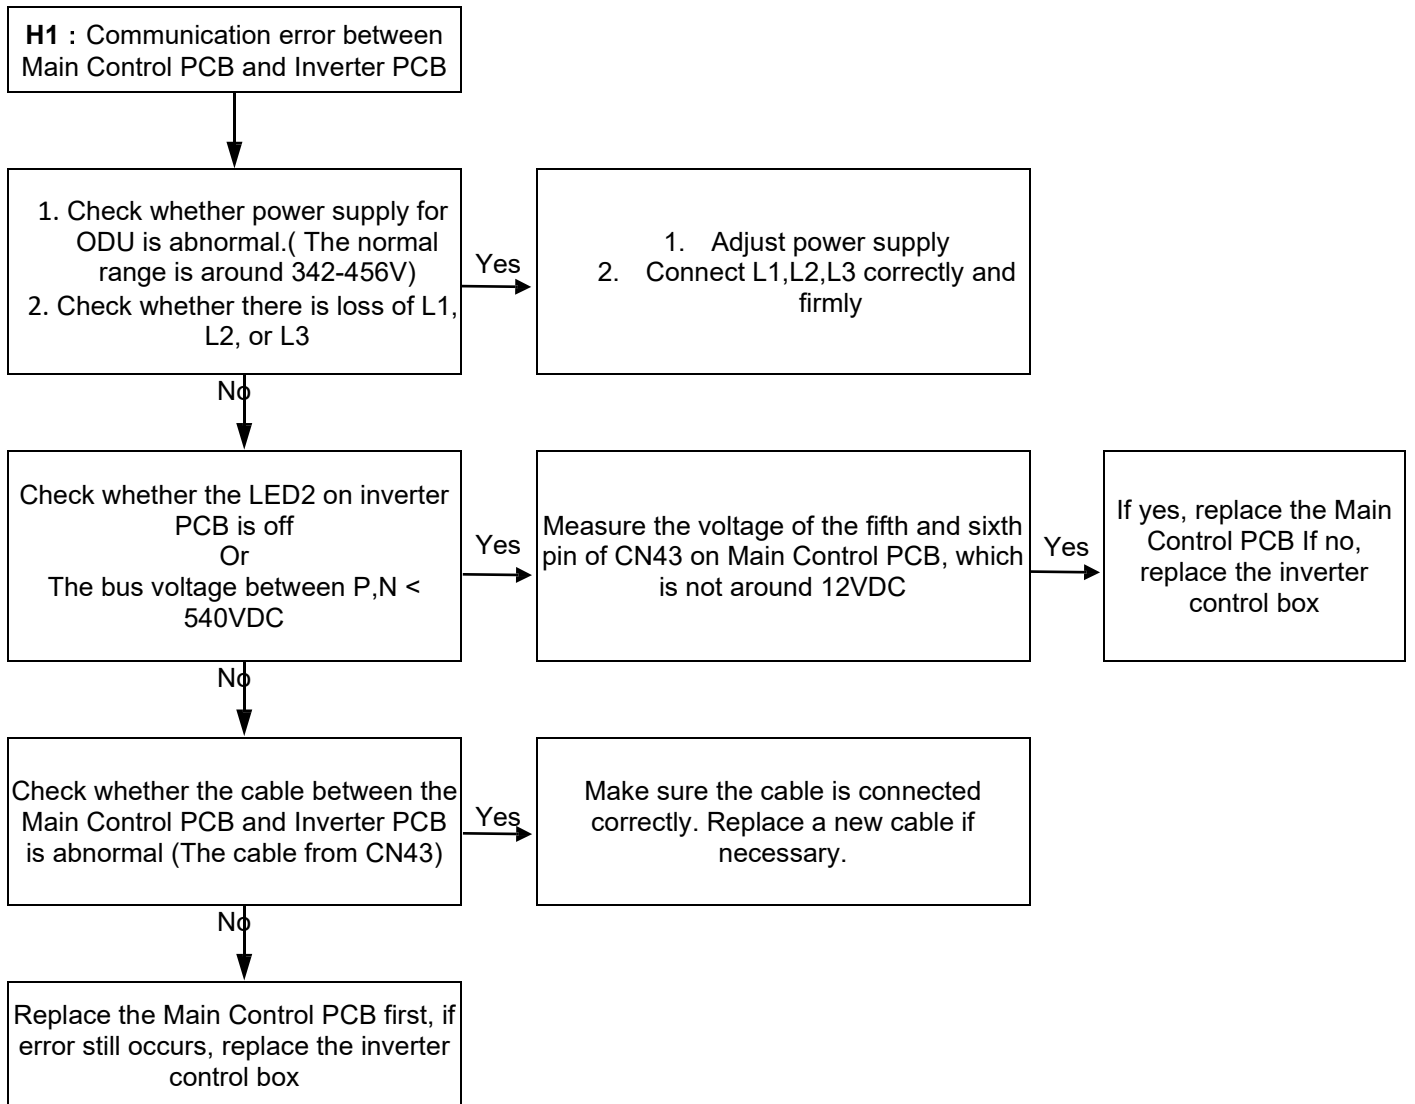 H1 : Communication error between
Main Control PCB and Inverter PCB
1. Check whether power supply for
ODU is abnormal.( The normal
range is around 342-456V)
2. Check whether there is loss of L1,
L2, or L3
Yes
1. Adjust power supply
2. Connect L1,L2,L3 correctly and
firmly
No
Check whether the LED2 on inverter
PCB is off
Or
The bus voltage between P,N <
540VDC
Yes
Measure the voltage of the fifth and sixth
pin of CN43 on Main Control PCB, which
is not around 12VDC
Yes
If yes, replace the Main
Control PCB If no,
replace the inverter
control box
No
Check whether the cable between the
Main Control PCB and Inverter PCB
is abnormal (The cable from CN43)
Yes
Make sure the cable is connected
correctly. Replace a new cable if
necessary.
No
Replace the Main Control PCB first, if
error still occurs, replace the inverter
control box